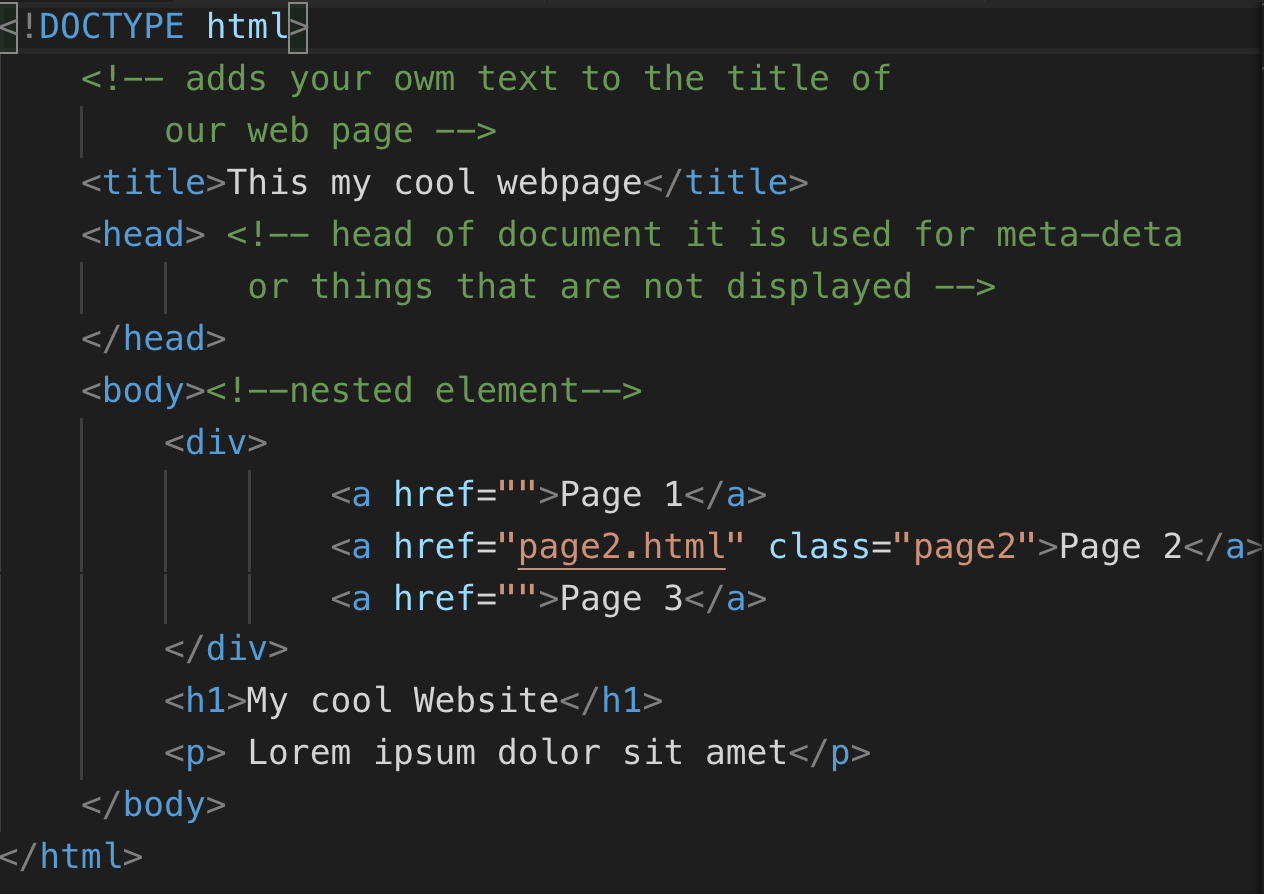 <!DOCTYPE html>
<!-- adds your owm text to the title of
our web page -->
<title>This my cool webpage</title>
<head> <!-- head of document it is used for meta-deta
or things that are not displayed -->
</head>
<body><!--nested element-->
<div>
<a href="">Page 1</a>
<a href="page2.html" class="page2">Page 2</a>
<a href="">Page 3</a>
</div>
<h1>My cool Website</h1>
<p> Lorem ipsum dolor sit amet</p>
</body>
</html>